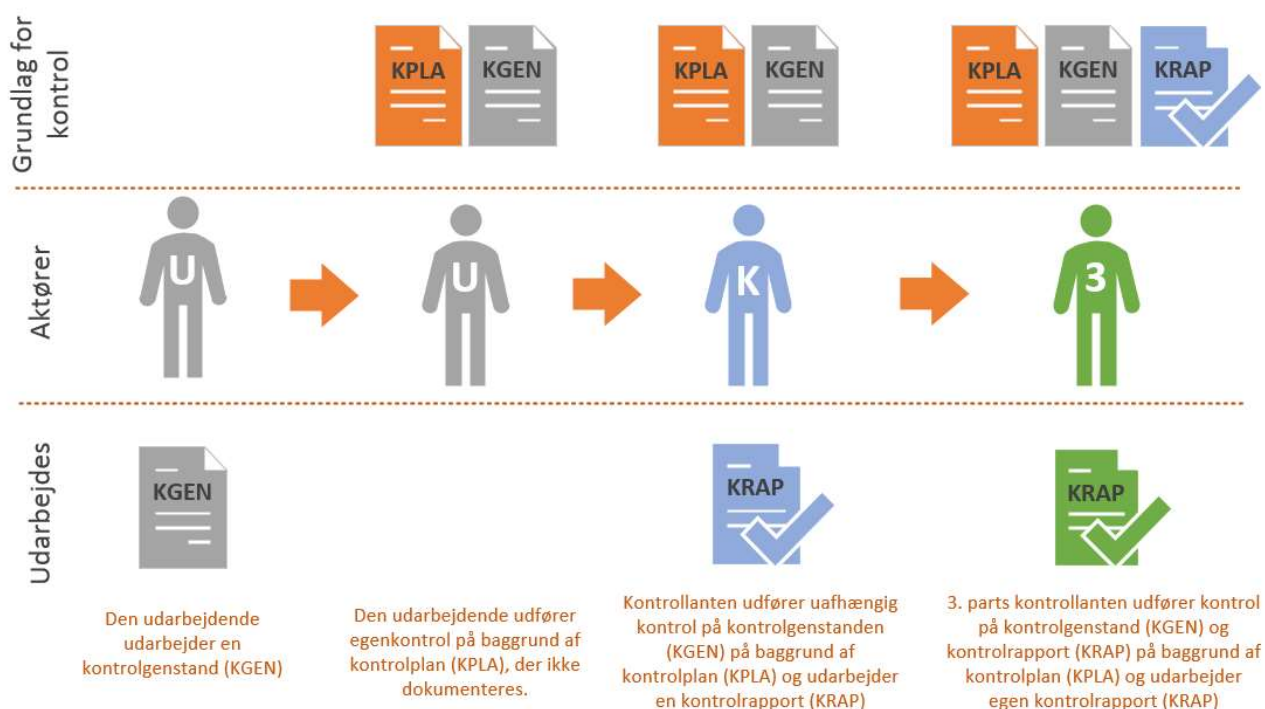 Grundlag for
kontrol
KPLA
KGEN
KPLA
KGEN
KPLA
KGEN
KRAP
Aktører
U
U
K
3
Udarbejdes
KGEN
KRAP
KRAP
Den udarbejdende
udarbejder en
kontrolgenstand (KGEN)
Den udarbejdende udfører
egenkontrol på baggrund af
kontrolplan (KPLA), der ikke
dokumenteres.
Kontrollanten udfører uafhængig
kontrol på kontrolgenstanden
(KGEN) på baggrund af
kontrolplan (KPLA) og udarbejder
en kontrolrapport (KRAP)
3. parts kontrollanten udfører kontrol
på kontrolgenstand (KGEN) og
kontrolrapport (KRAP) på baggrund af
kontrolplan (KPLA) og udarbejder
egen kontrolrapport (KRAP)